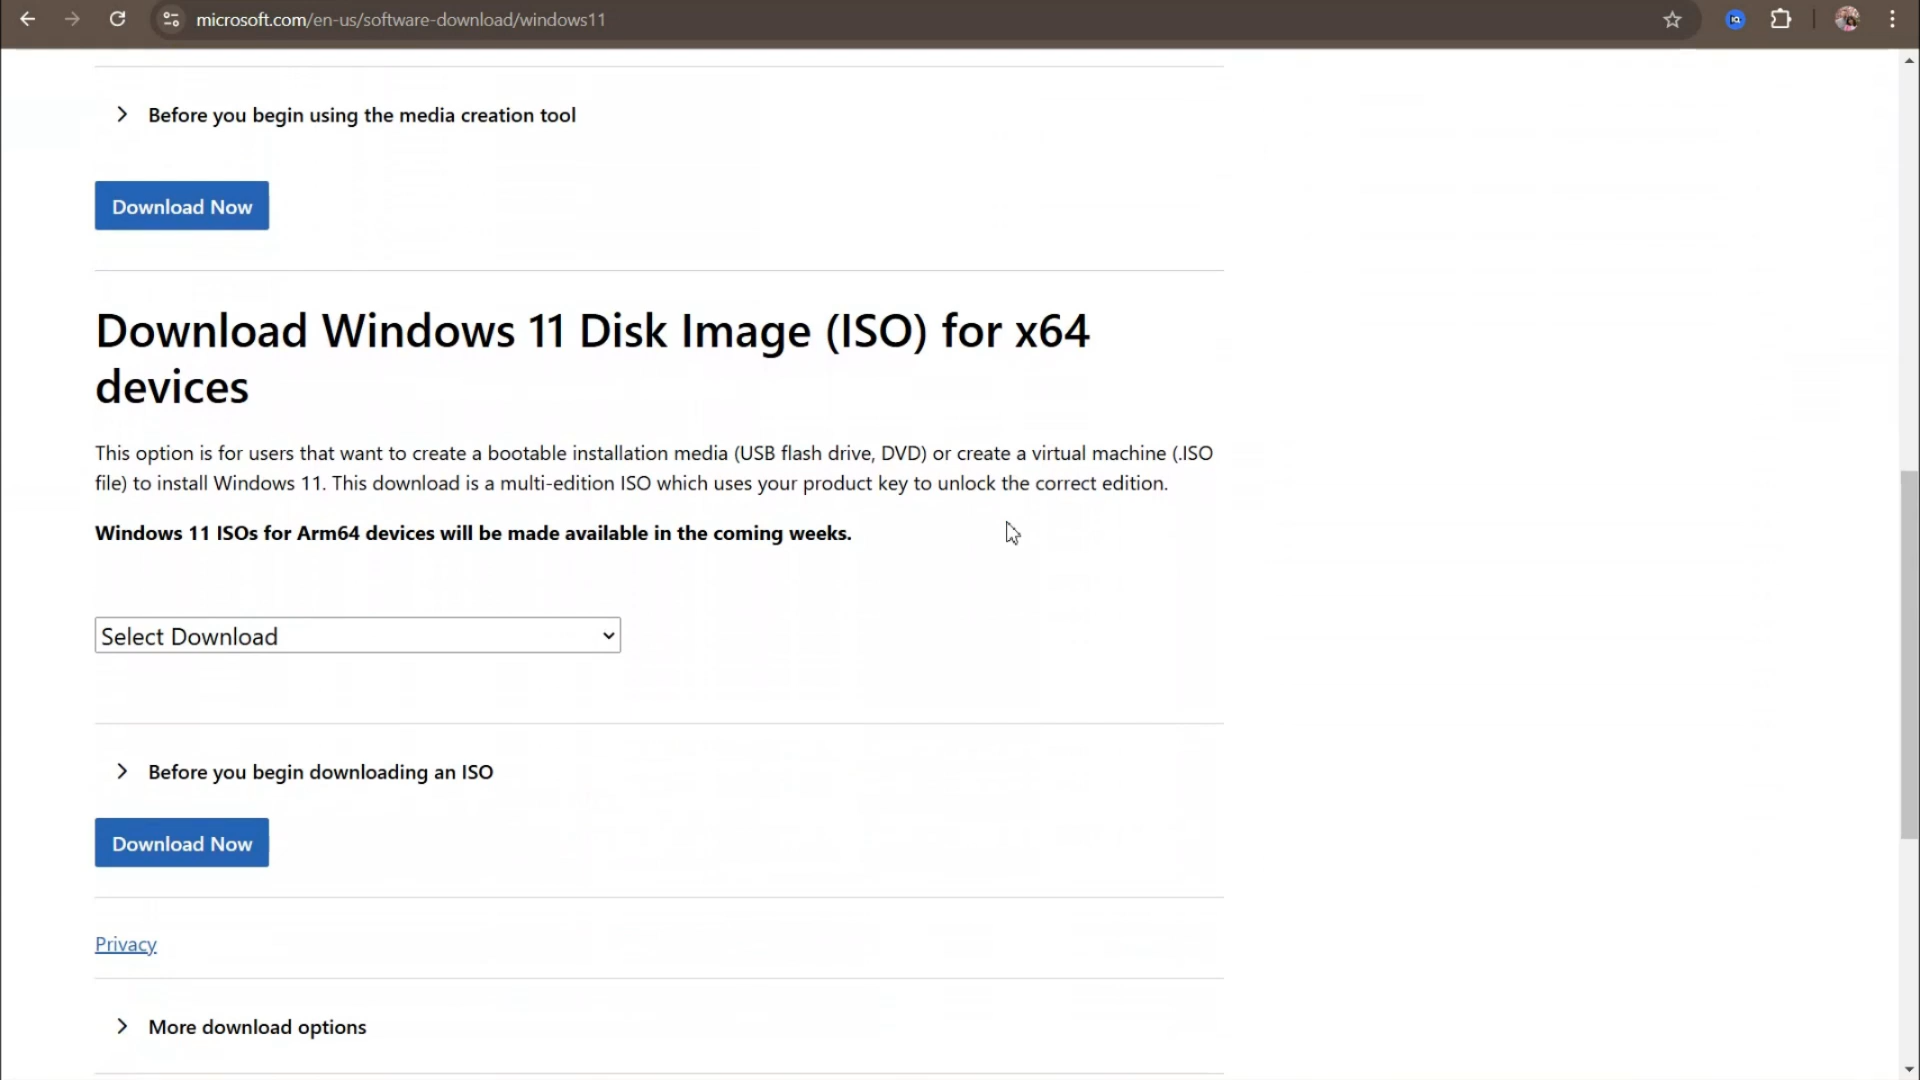 microsoft.com/en-us/software-download/windows11
Before you begin using the media creation tool
Download Now
Download Windows 11 Disk Image (ISO) for x64
devices
This option is for users that want to create a bootable installation media (USB flash drive, DVD) or create a virtual machine (.ISO
file) to install Windows 11. This download is a multi-edition ISO which uses your product key to unlock the correct edition.
Windows 11 ISOs for Arm64 devices will be made available in the coming weeks.
Select Download
Before you begin downloading an ISO
Download Now
Privacy
More download options